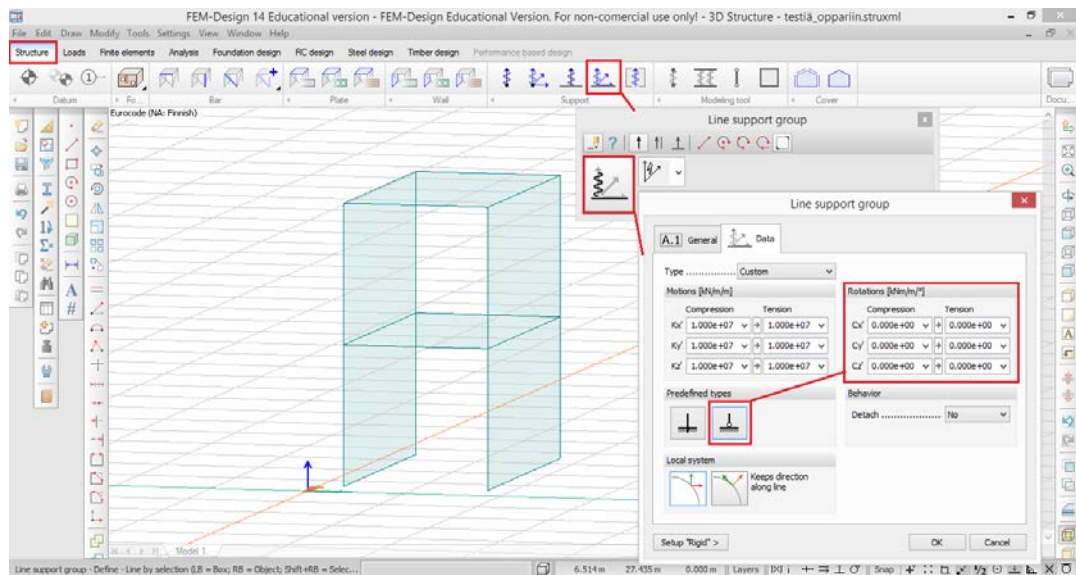 FEM-Design 14 Educational version - FEM-Design Educational Version. For non-comercial use only! - 3D Structure - testiä_oppariin.struxml
File Edit Draw Modify Tools Settings View Window Help
Structure Loads Finite elements Analysis Foundation design RC design Steel design Timber design Performance based design
Datum Fo... Bar Plate Wall Support Modeling tool Cover Docu...
Eurocode (NA: Finnish)
Line support group
Line support group
A.1 General Data
Type ................ Custom
Motions [kN/m/m] Rotations [kNm/m/°]
Compression Tension Compression Tension
Kx' 1.000e+07 1.000e+07 Cx' 0.000e+00 0.000e+00
Ky' 1.000e+07 1.000e+07 Cy' 0.000e+00 0.000e+00
Kz' 1.000e+07 1.000e+07 Cz' 0.000e+00 0.000e+00
Predefined types Behavior
Detach .................... No
Local system
Keeps direction
along line
Setup "Rigid" > OK Cancel
Model 1
Line support group - Define - Line by selection (LB = Box; RB = Object; Shift+RB = Selec... 6.514 m 27.435 m 0.000 m Layers Snap